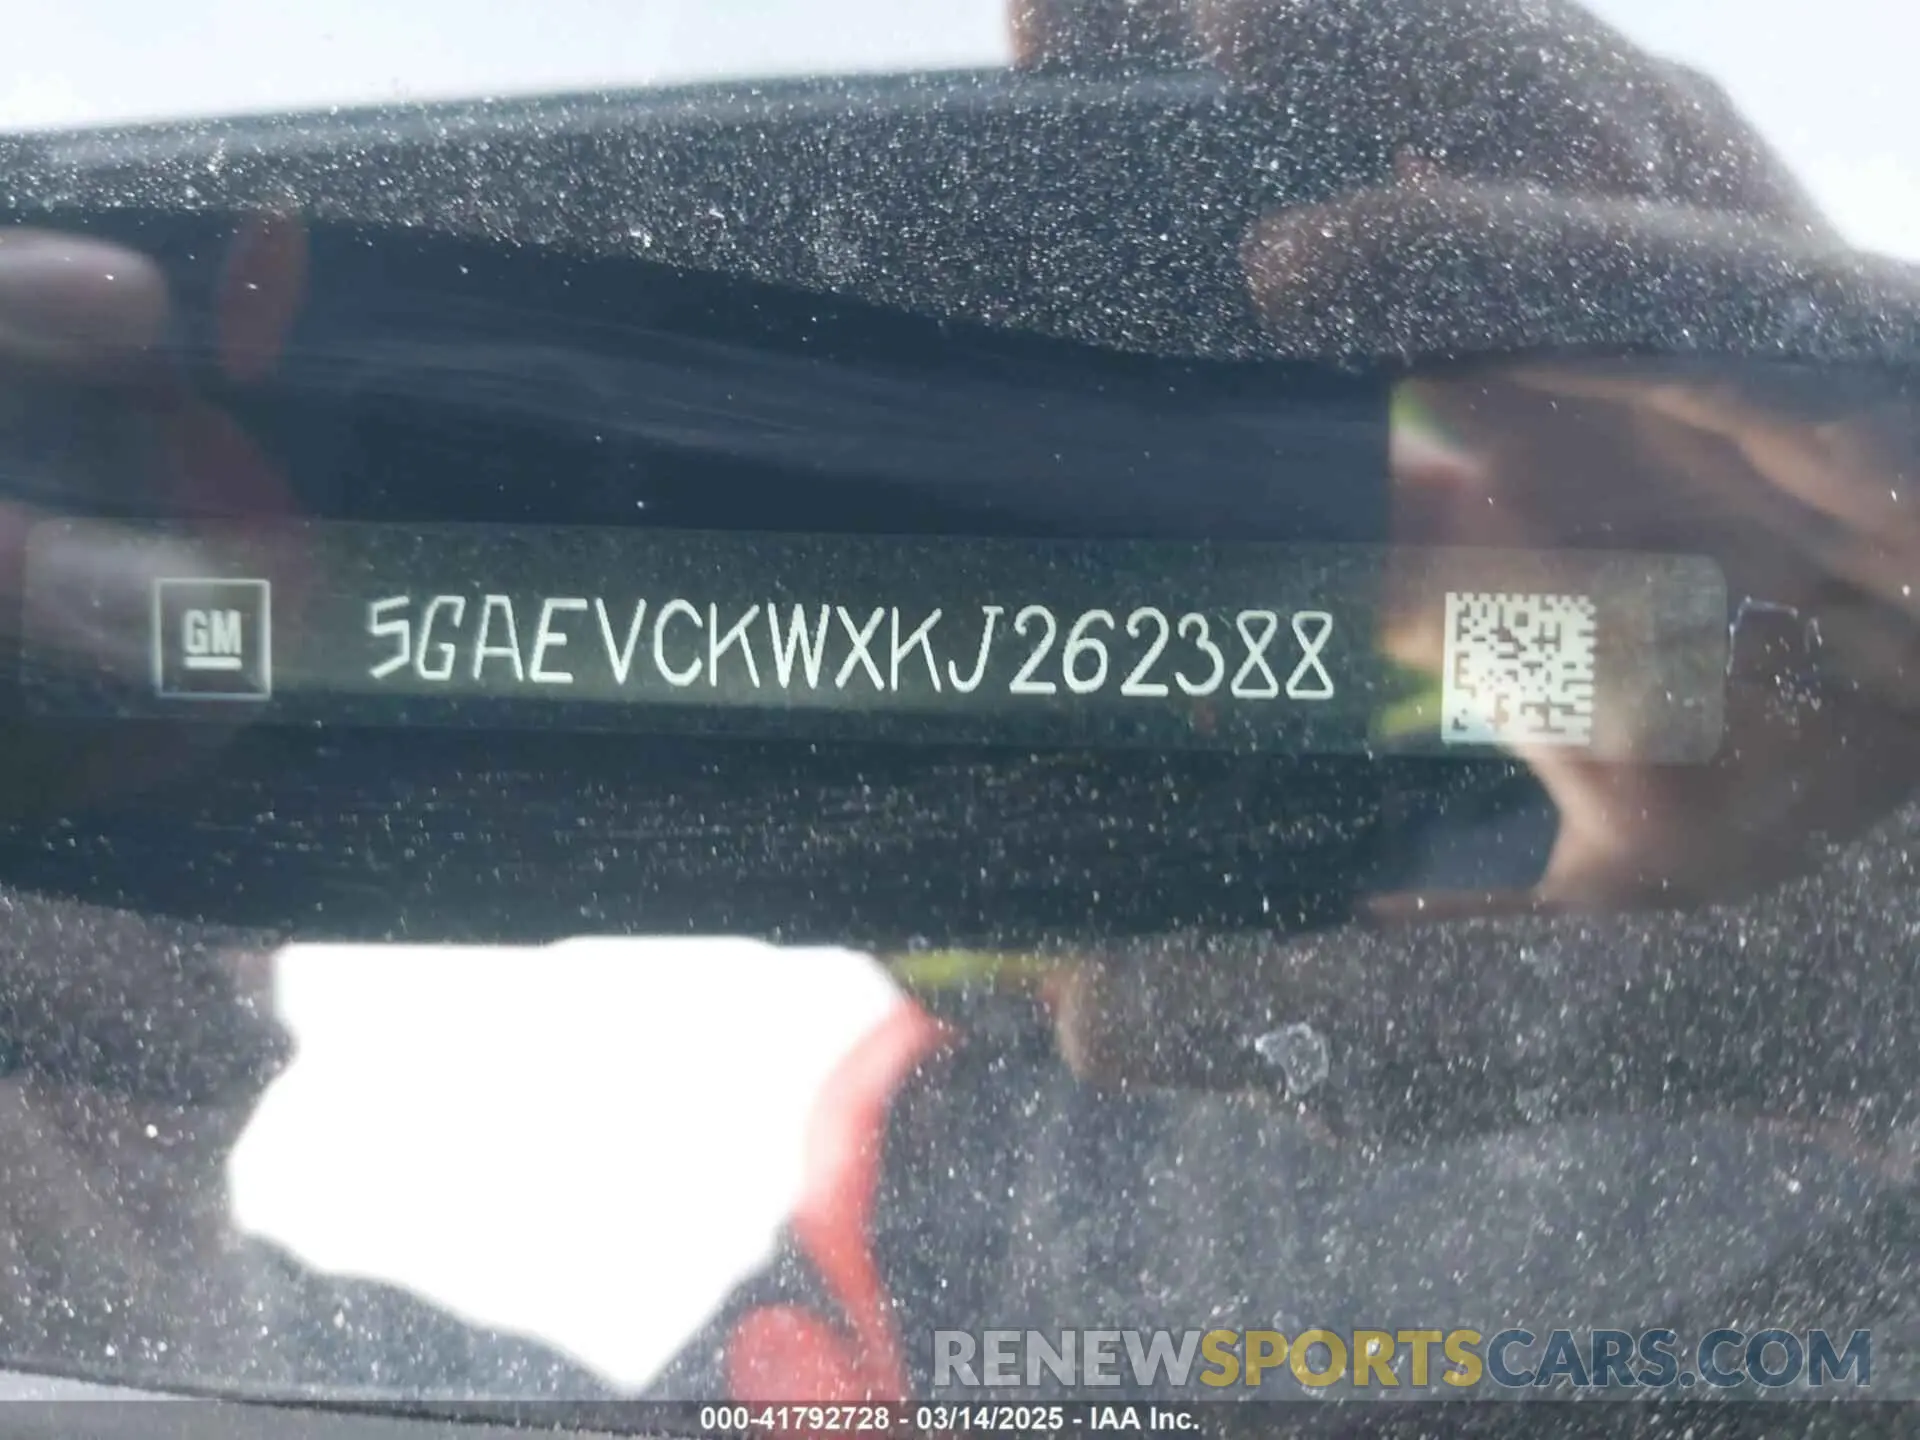 GM 5GAEVCKWXKJ262388
RENEWSPORTSCARS.COM
000-41792728 - 03/14/2025 - IAA Inc.